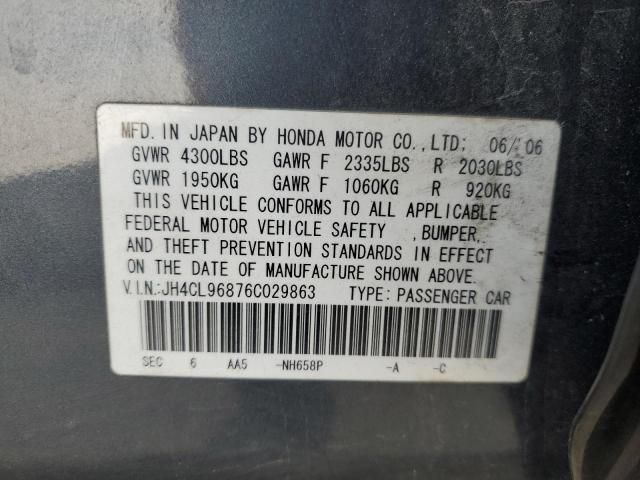 MFD. IN JAPAN BY HONDA MOTOR CO.,LTD: 06/06
GVWR 4300LBS GAWR F 2335LBS R 2030LBS
GVWR 1950KG GAWR F 1060KG R 920KG
THIS VEHICLE CONFORMS TO ALL APPLICABLE
FEDERAL MOTOR VEHICLE SAFETY ,BUMPER,
AND THEFT PREVENTION STANDARDS IN EFFECT
ON THE DATE OF MANUFACTURE SHOWN ABOVE.
V.I.N.:JH4CL96876C029863 TYPE: PASSENGER CAR
SEC 6 AA5 -NH658P -A -C